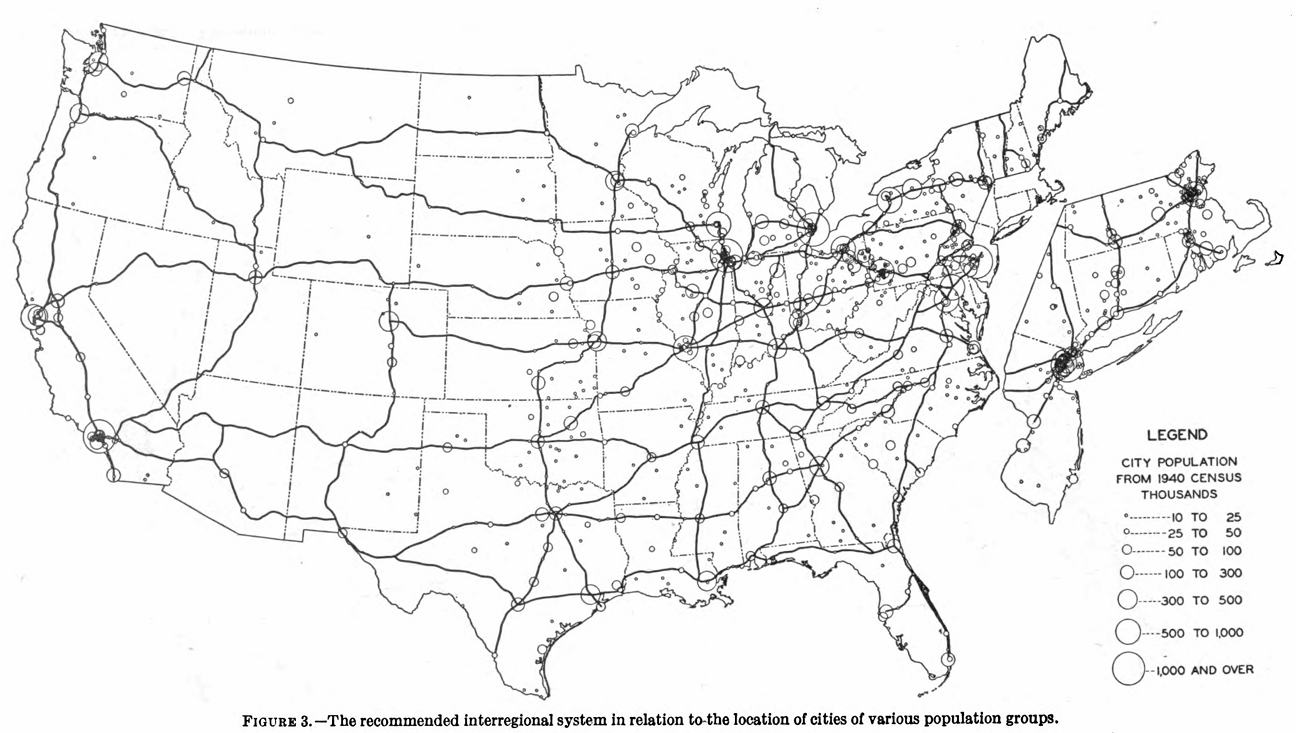 LEGEND
CITY POPULATION
FROM 1940 CENSUS
THOUSANDS
10 TO 25
25 TO 50
50 TO 100
100 TO 300
300 TO 500
500 TO 1,000
1,000 AND OVER
FIGURE 3.—The recommended interregional system in relation to the location of cities of various population groups.